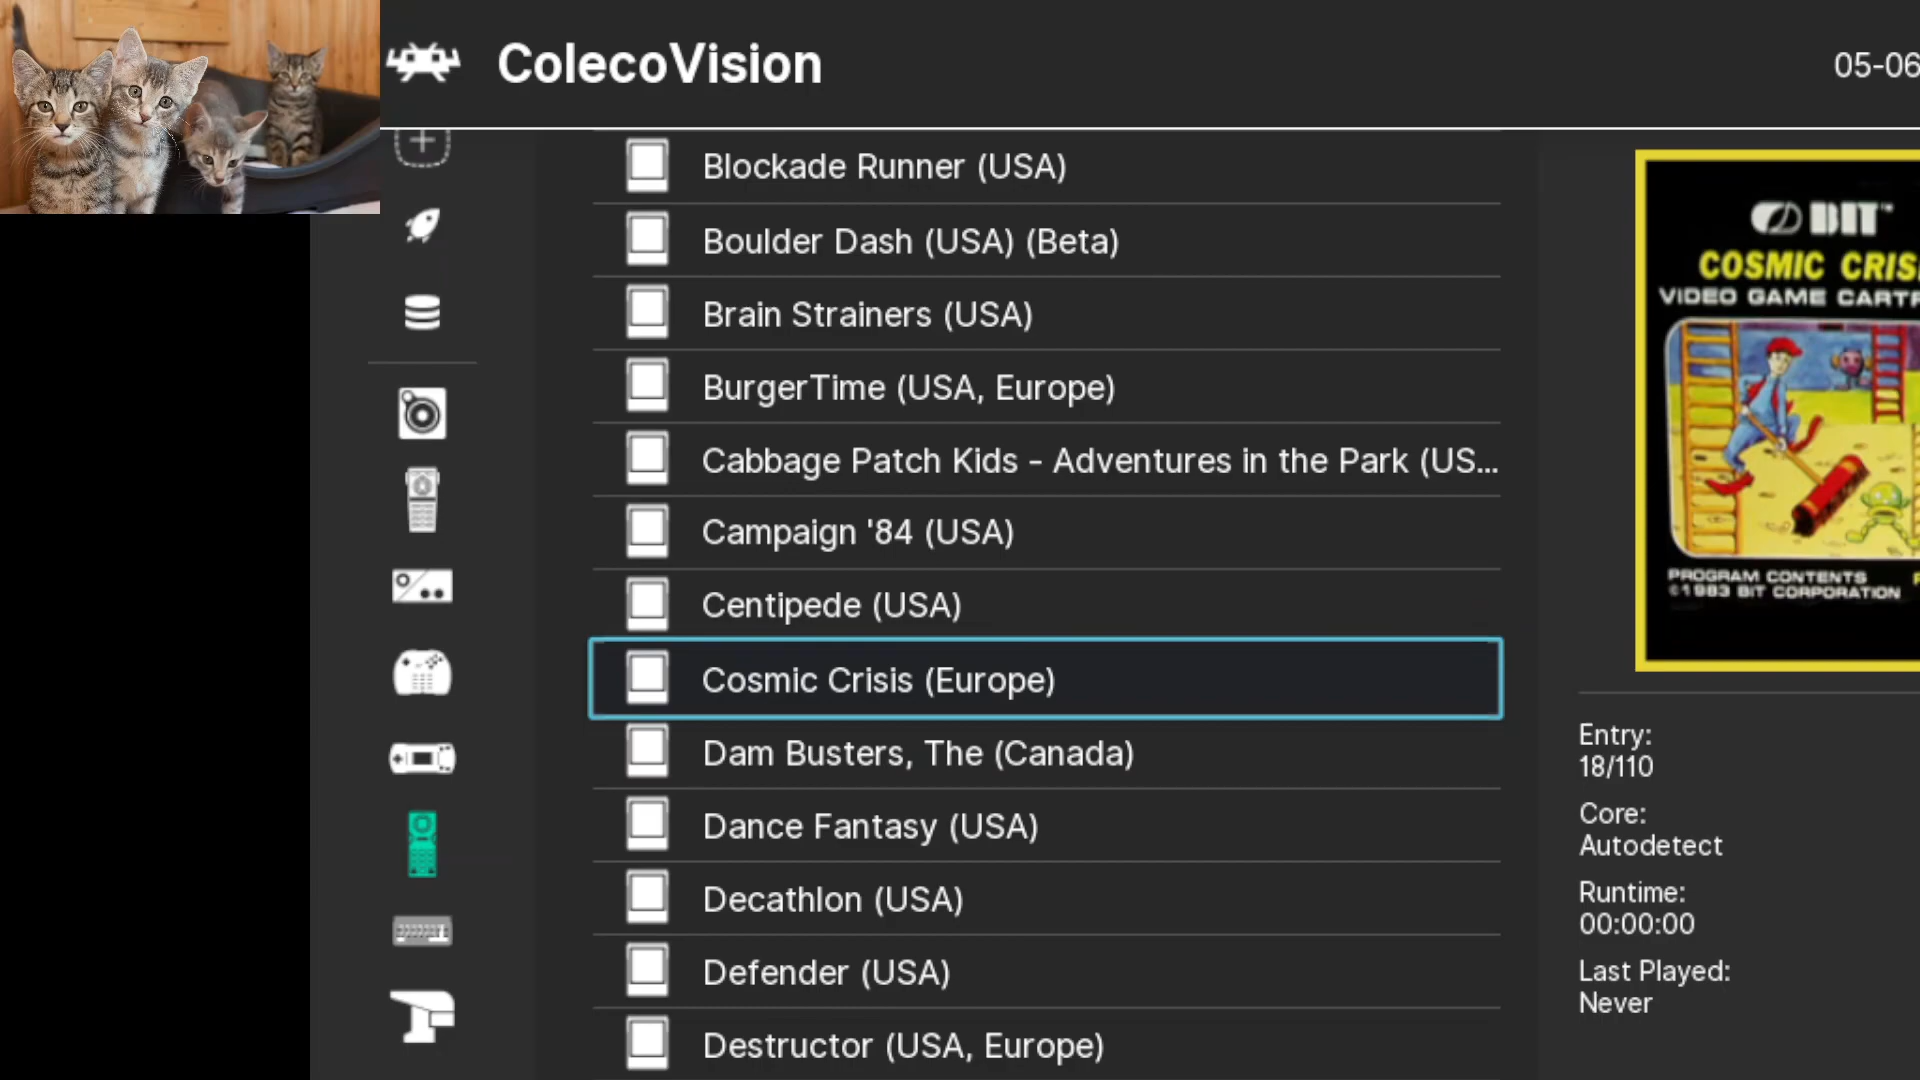 ColecoVision
05-06
Blockade Runner (USA)
Boulder Dash (USA) (Beta)
Brain Strainers (USA)
BurgerTime (USA, Europe)
Cabbage Patch Kids - Adventures in the Park (US...
Campaign '84 (USA)
Centipede (USA)
Cosmic Crisis (Europe)
Dam Busters, The (Canada)
Dance Fantasy (USA)
Decathlon (USA)
Defender (USA)
Destructor (USA, Europe)
BIT™
COSMIC CRIS
VIDEO GAME CARTR
PROGRAM CONTENTS
©1983 BIT CORPORATION
Entry:
18/110
Core:
Autodetect
Runtime:
00:00:00
Last Played:
Never